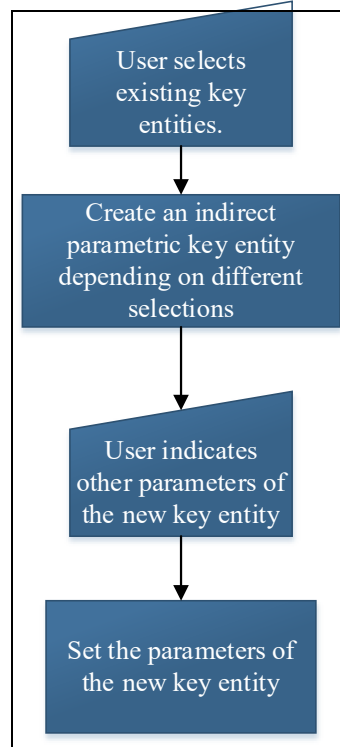 User selects
existing key
entities.
Create an indirect
parametric key entity
depending on different
selections
User indicates
other parameters of
the new key entity
Set the parameters of
the new key entity